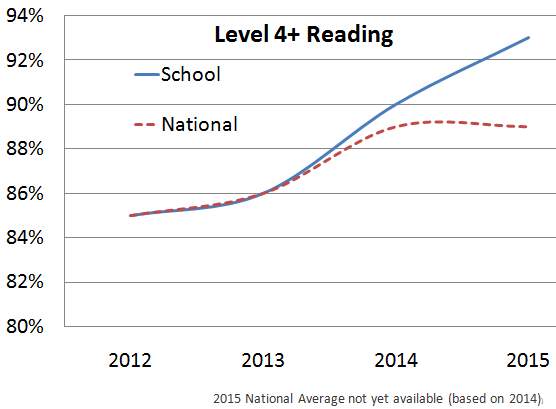 94%
Level 4+ Reading
92%
School
90%
National
88%
86%
84%
82%
80%
2012 2013 2014 2015
2015 National Average not yet available (based on 2014)